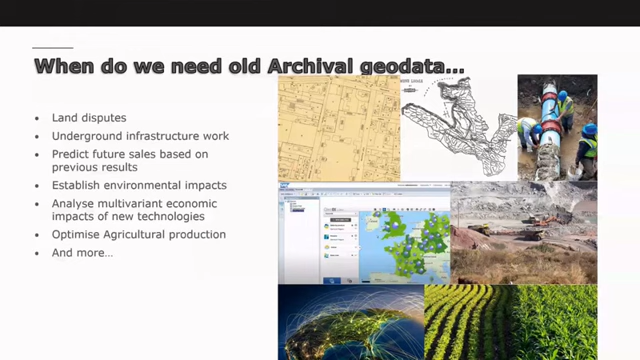 When do we need old Archival geodata...
• Land disputes
• Underground infrastructure work
• Predict future sales based on
previous results
• Establish environmental impacts
• Analyse multivariant economic
impacts of new technologies
• Optimise Agricultural production
• And more...